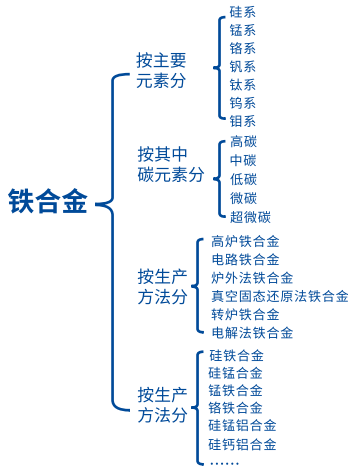 铁合金
按主要
元素分
硅系
锰系
铬系
钒系
钛系
钨系
钼系
按其中
碳元素分
高碳
中碳
低碳
微碳
超微碳
按生产
方法分
高炉铁合金
电路铁合金
炉外法铁合金
真空固态还原法铁合金
转炉铁合金
电解法铁合金
按生产
方法分
硅铁合金
硅锰合金
锰铁合金
铬铁合金
硅锰铝合金
硅钙铝合金
……